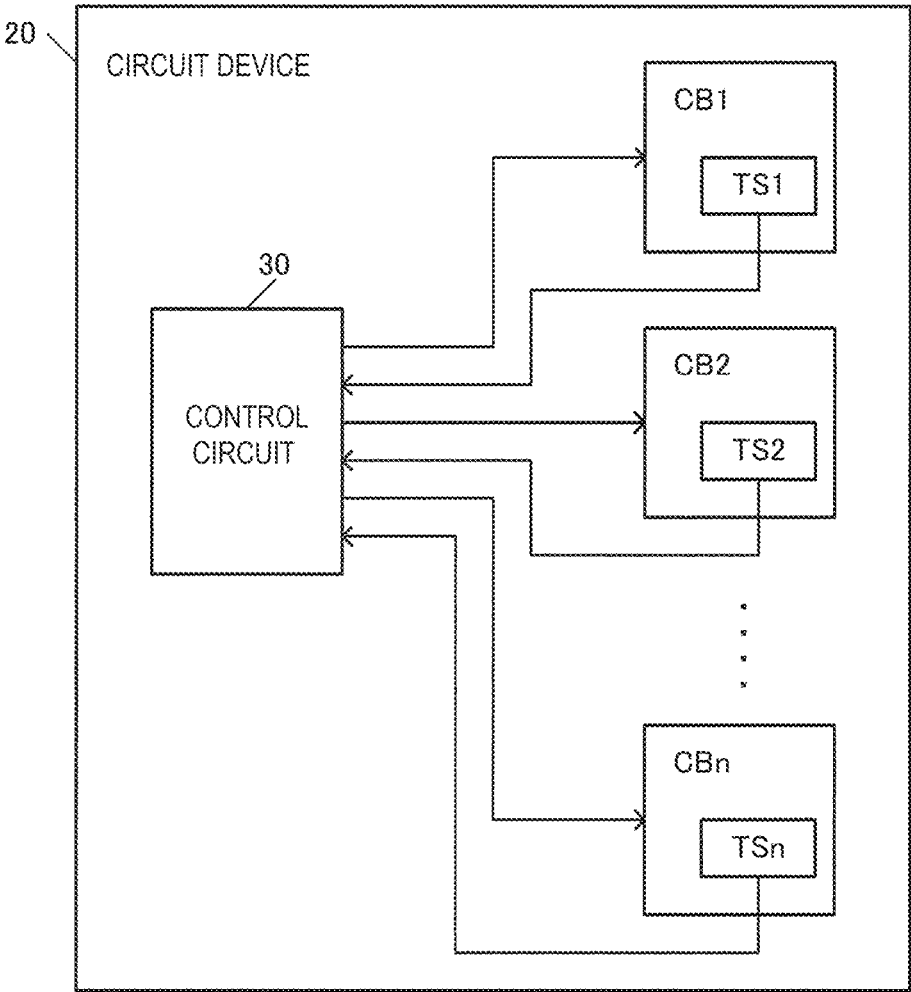 20
CIRCUIT DEVICE
CB1
TS1
30
CONTROL
CIRCUIT
CB2
TS2
CBn
TSn